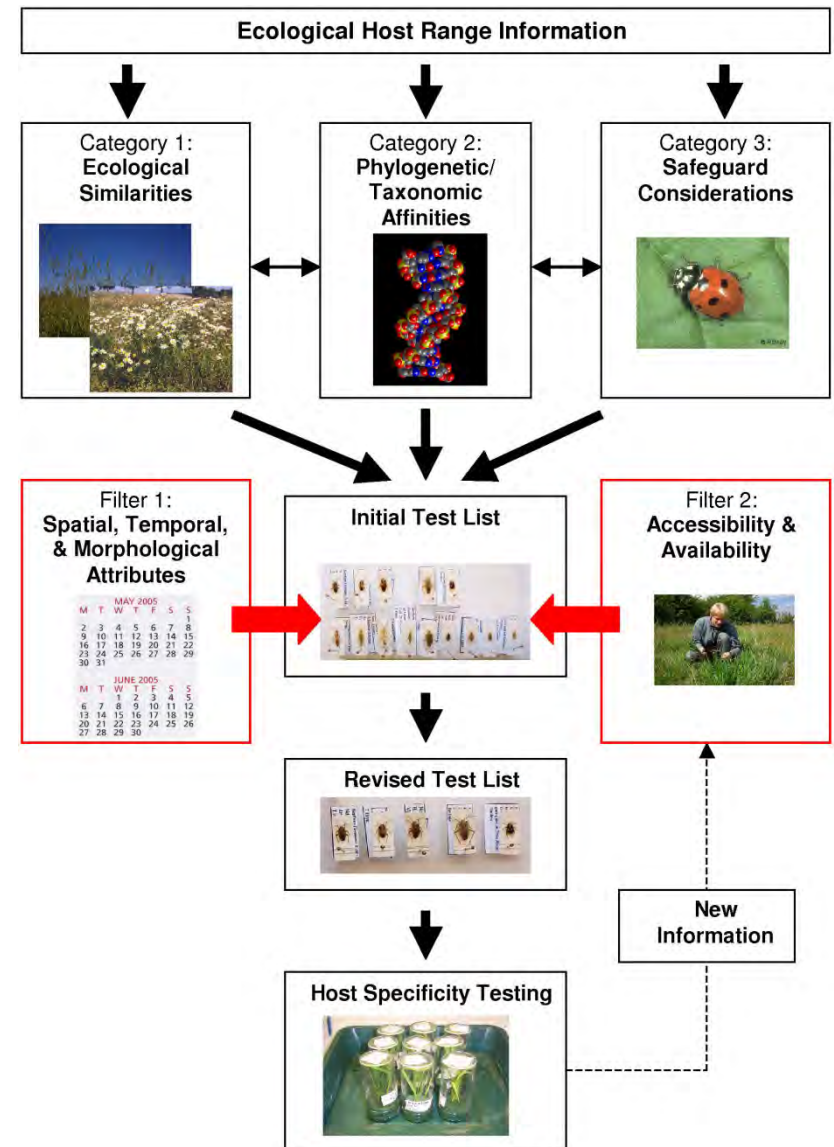 Ecological Host Range Information
Category 1:
Ecological
Similarities
Category 2:
Phylogenetic/
Taxonomic
Affinities
Category 3:
Safeguard
Considerations
Filter 1:
Spatial, Temporal,
& Morphological
Attributes
MAY 2005
M T W T F S S
1
2 3 4 5 6 7 8
9 10 11 12 13 14 15
16 17 18 19 20 21 22
23 24 25 26 27 28 29
30 31
JUNE 2005
M T W T F S S
1 2 3 4 5
6 7 8 9 10 11 12
13 14 15 16 17 18 19
20 21 22 23 24 25 26
27 28 29 30
Initial Test List
Filter 2:
Accessibility &
Availability
Revised Test List
New
Information
Host Specificity Testing